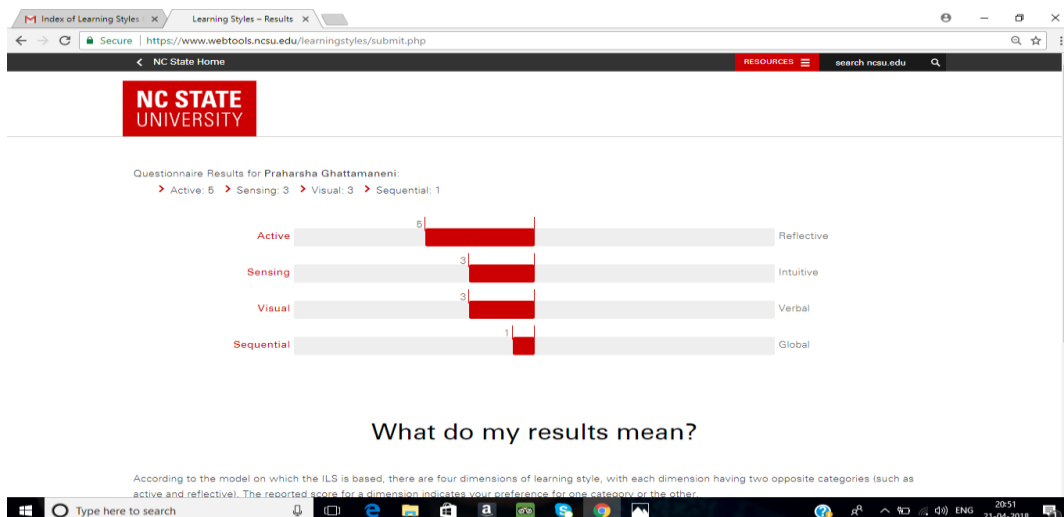 Index of Learning Styles
Learning Styles – Results
Secure | https://www.webtools.ncsu.edu/learningstyles/submit.php
NC State Home
RESOURCES
search ncsu.edu
NC STATE
UNIVERSITY
Questionnaire Results for Praharsha Ghattamaneni:
Active: 5 Sensing: 3 Visual: 3 Sequential: 1
5
Active Reflective
3
Sensing Intuitive
3
Visual Verbal
1
Sequential Global
What do my results mean?
According to the model on which the ILS is based, there are four dimensions of learning style, with each dimension having two opposite categories (such as
active and reflective). The reported score for a dimension indicates your preference for one category or the other.
Type here to search
ENG
20:51
21-04-2018